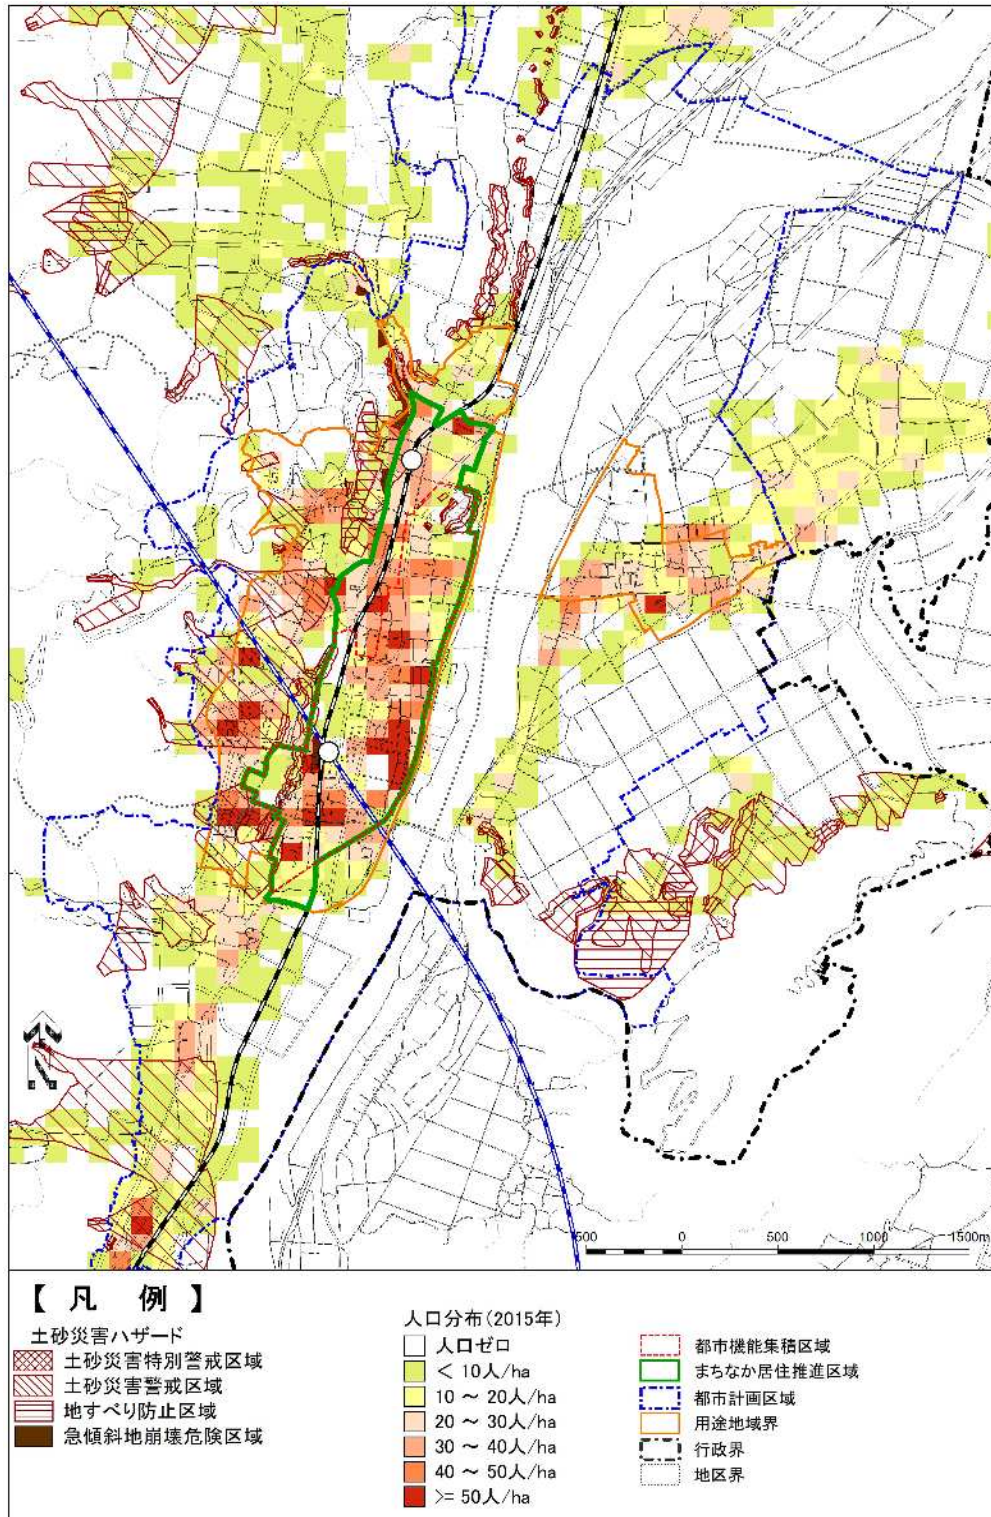 500 0 500 1000 1500m
【 凡 例 】
土砂災害ハザード
土砂災害特別警戒区域
土砂災害警戒区域
地すべり防止区域
急傾斜地崩壊危険区域
人口分布(2015年)
人口ゼロ
< 10人/ha
10 ～ 20人/ha
20 ～ 30人/ha
30 ～ 40人/ha
40 ～ 50人/ha
>= 50人/ha
都市機能集積区域
まちなか居住推進区域
都市計画区域
用途地域界
行政界
地区界